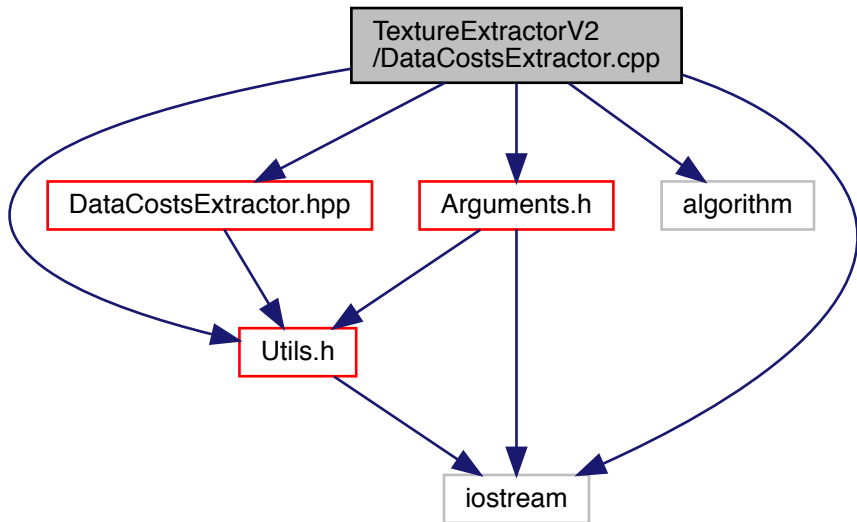 TextureExtractorV2
/DataCostsExtractor.cpp
DataCostsExtractor.hpp
Arguments.h
algorithm
Utils.h
iostream